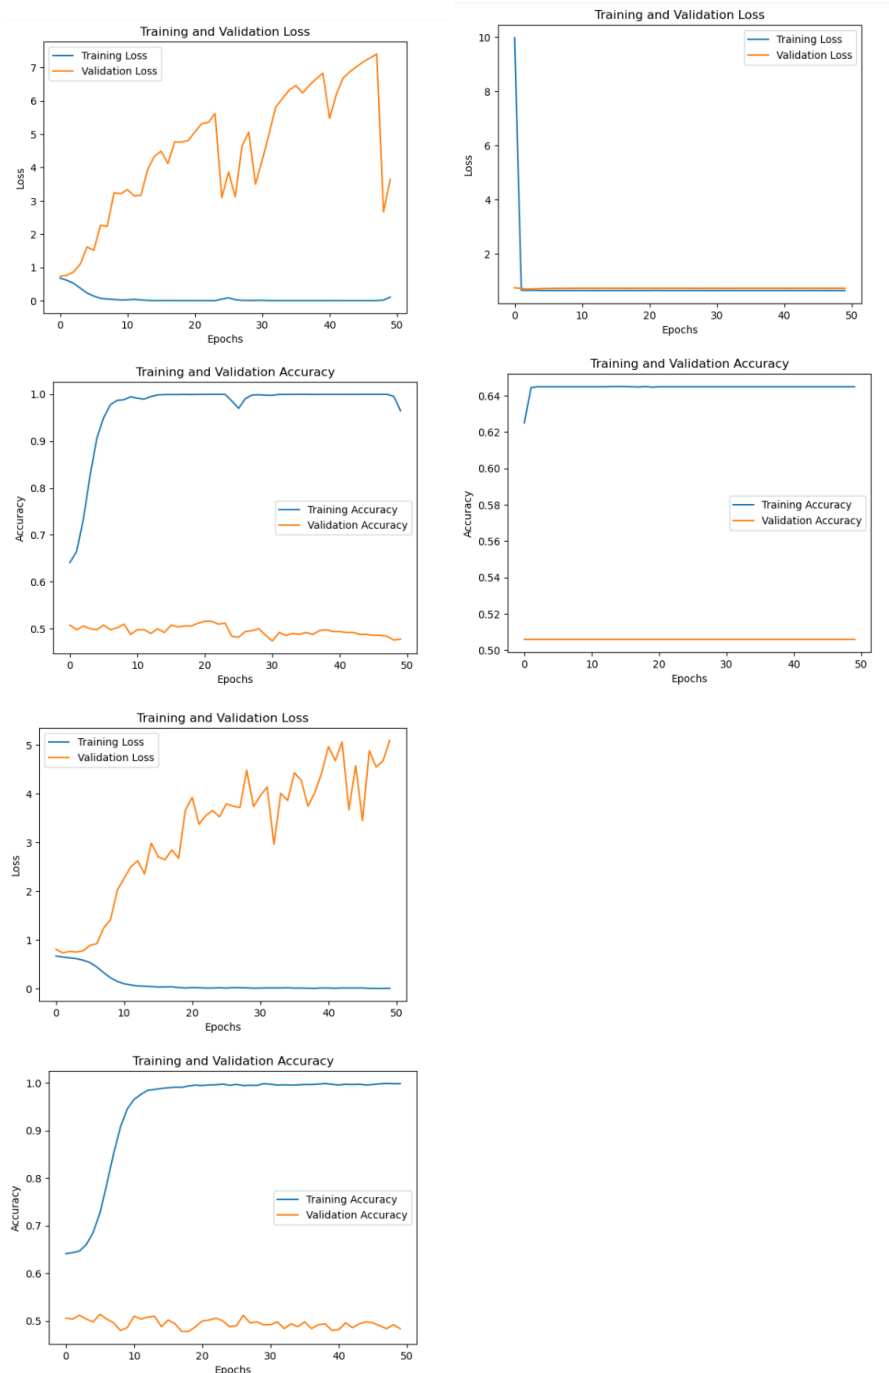 Training and Validation Loss
Training Loss
Validation Loss
7
6
5
4
3
2
1
0
Loss
0 10 20 30 40 50
Epochs
Training and Validation Loss
Training Loss
Validation Loss
10
8
6
4
2
Loss
0 10 20 30 40 50
Epochs
Training and Validation Accuracy
1.0
0.9
0.8
0.7
0.6
0.5
Accuracy
Training Accuracy
Validation Accuracy
0 10 20 30 40 50
Epochs
Training and Validation Accuracy
0.64
0.62
0.60
0.58
0.56
0.54
0.52
0.50
Accuracy
Training Accuracy
Validation Accuracy
0 10 20 30 40 50
Epochs
Training and Validation Loss
Training Loss
Validation Loss
5
4
3
2
1
0
Loss
0 10 20 30 40 50
Epochs
Training and Validation Accuracy
1.0
0.9
0.8
0.7
0.6
0.5
Accuracy
Training Accuracy
Validation Accuracy
0 10 20 30 40 50
Epochs